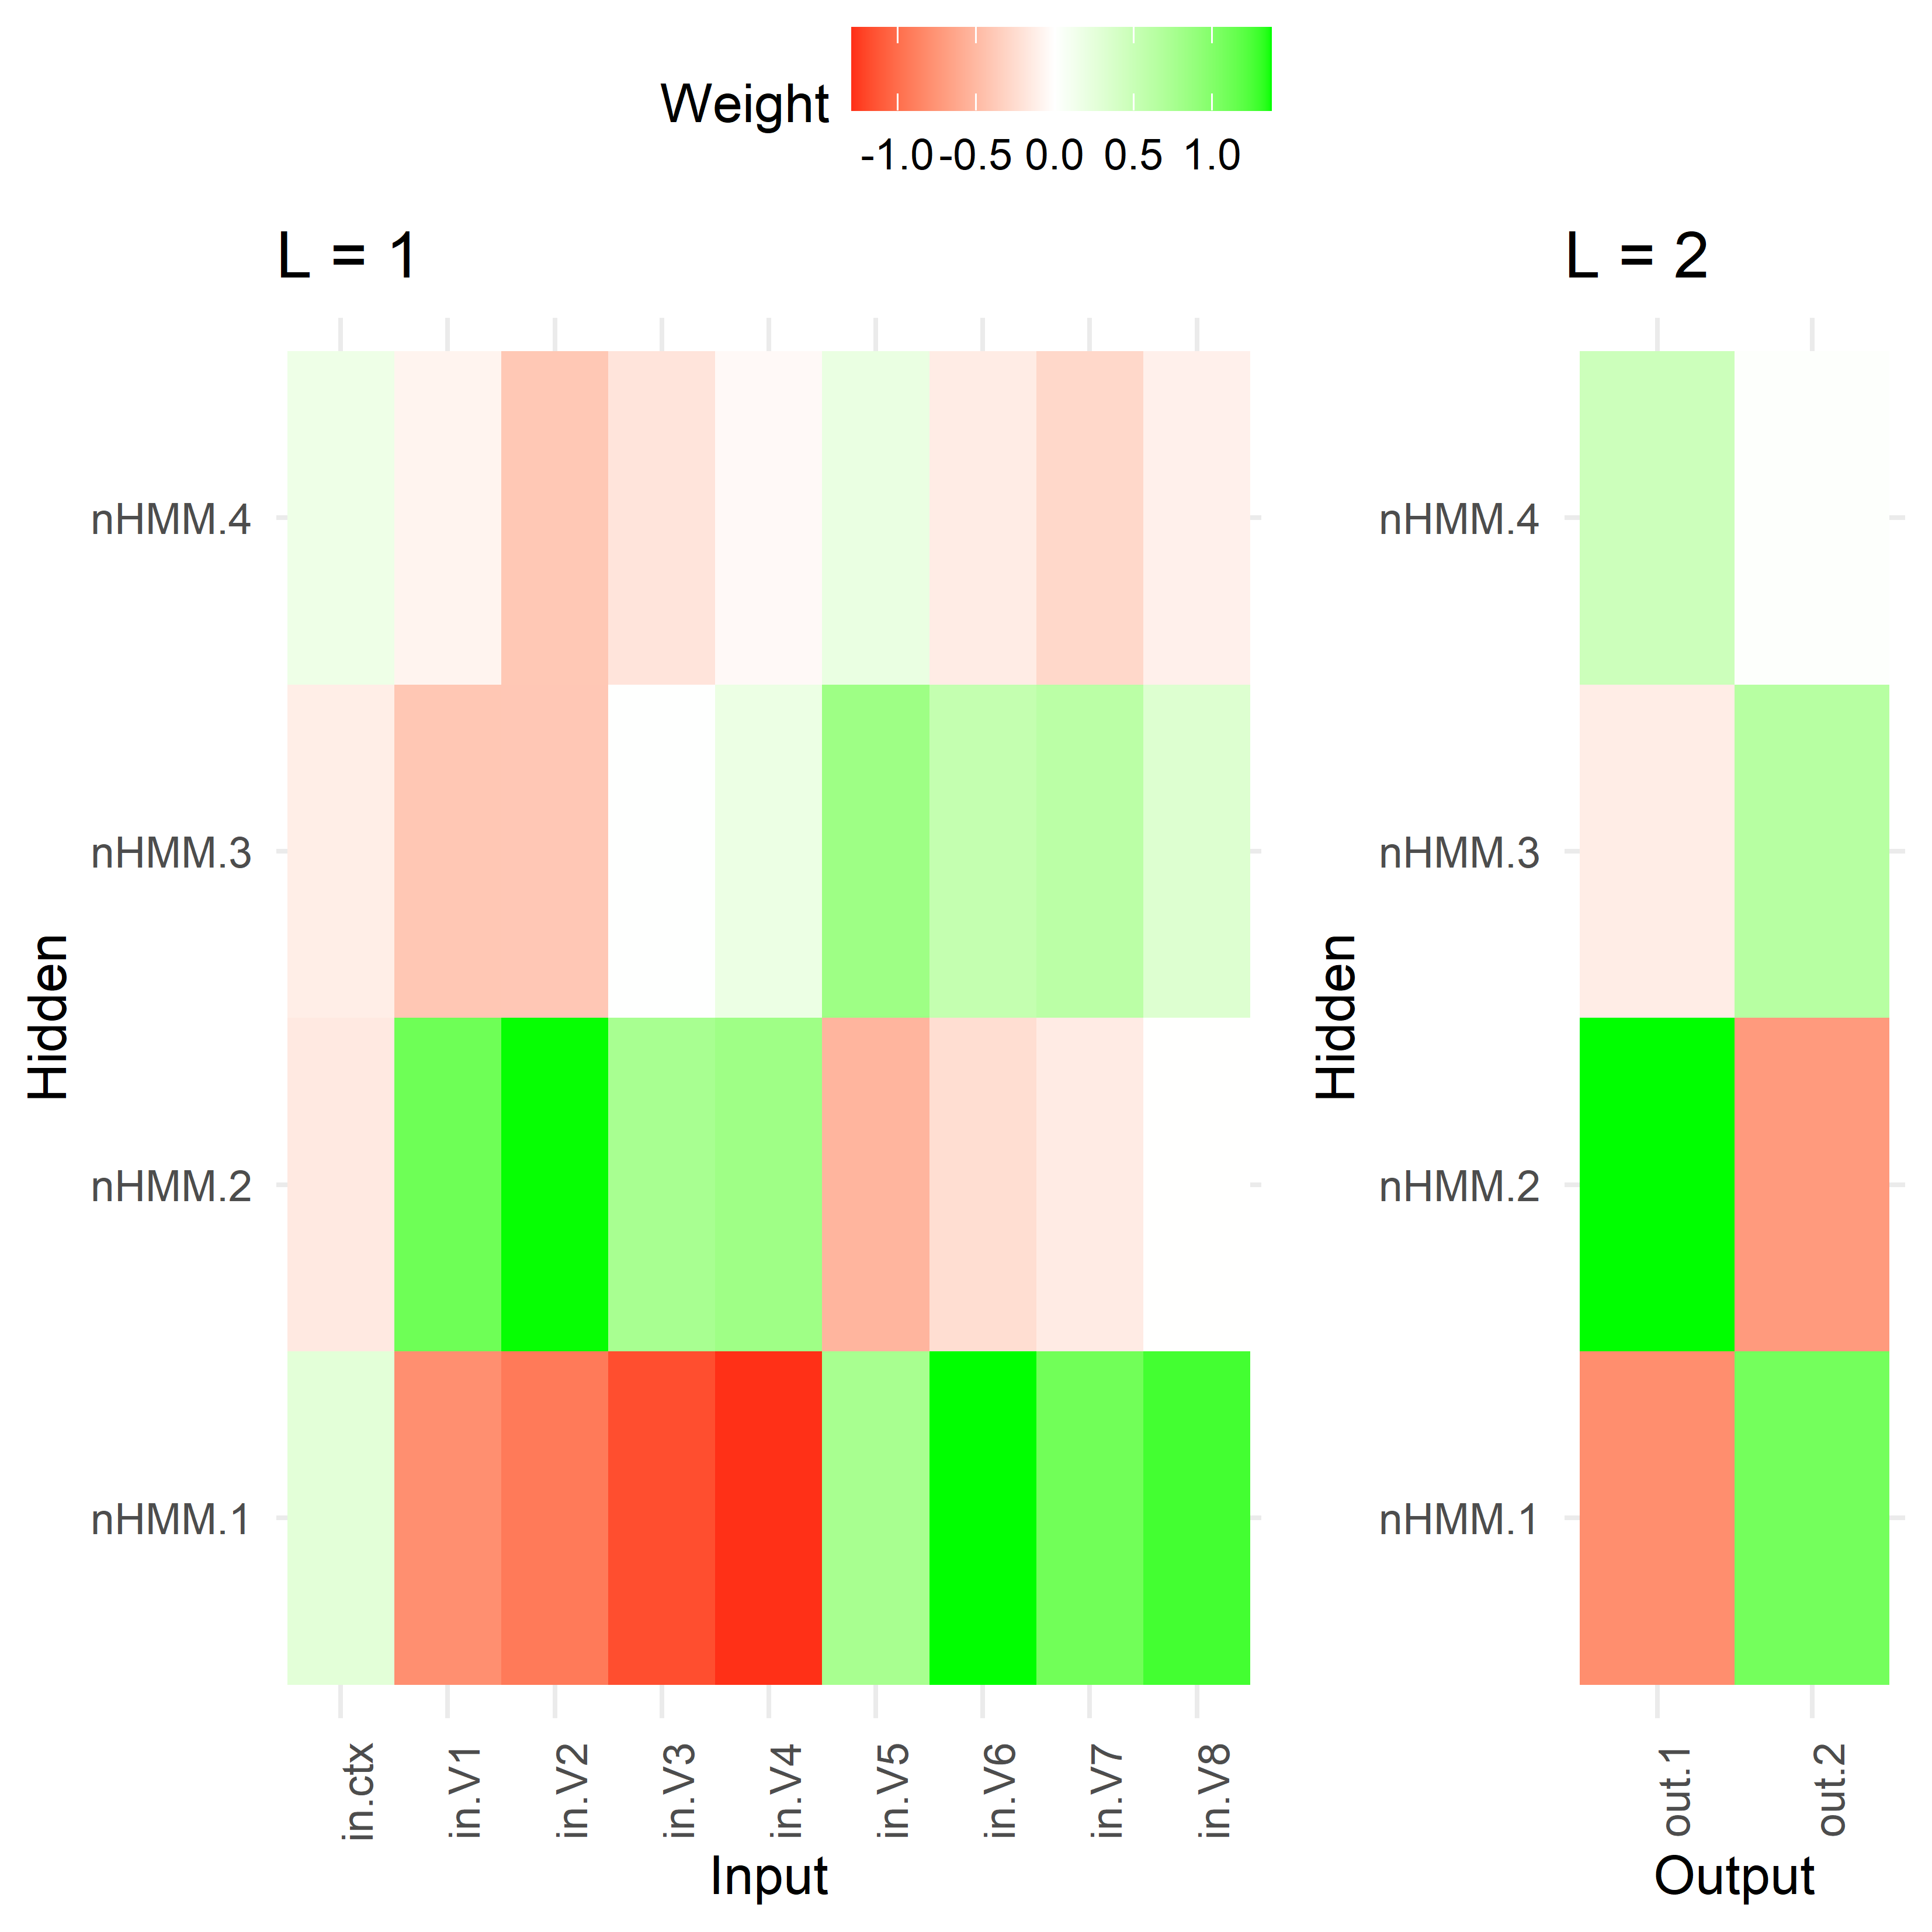 Weight
-1.0 -0.5 0.0 0.5 1.0
L = 1
L = 2
Hidden
nHMM.4
nHMM.3
nHMM.2
nHMM.1
in.ctx in.V1 in.V2 in.V3 in.V4 in.V5 in.V6 in.V7 in.V8
Input
Hidden
nHMM.4
nHMM.3
nHMM.2
nHMM.1
out.1 out.2
Output